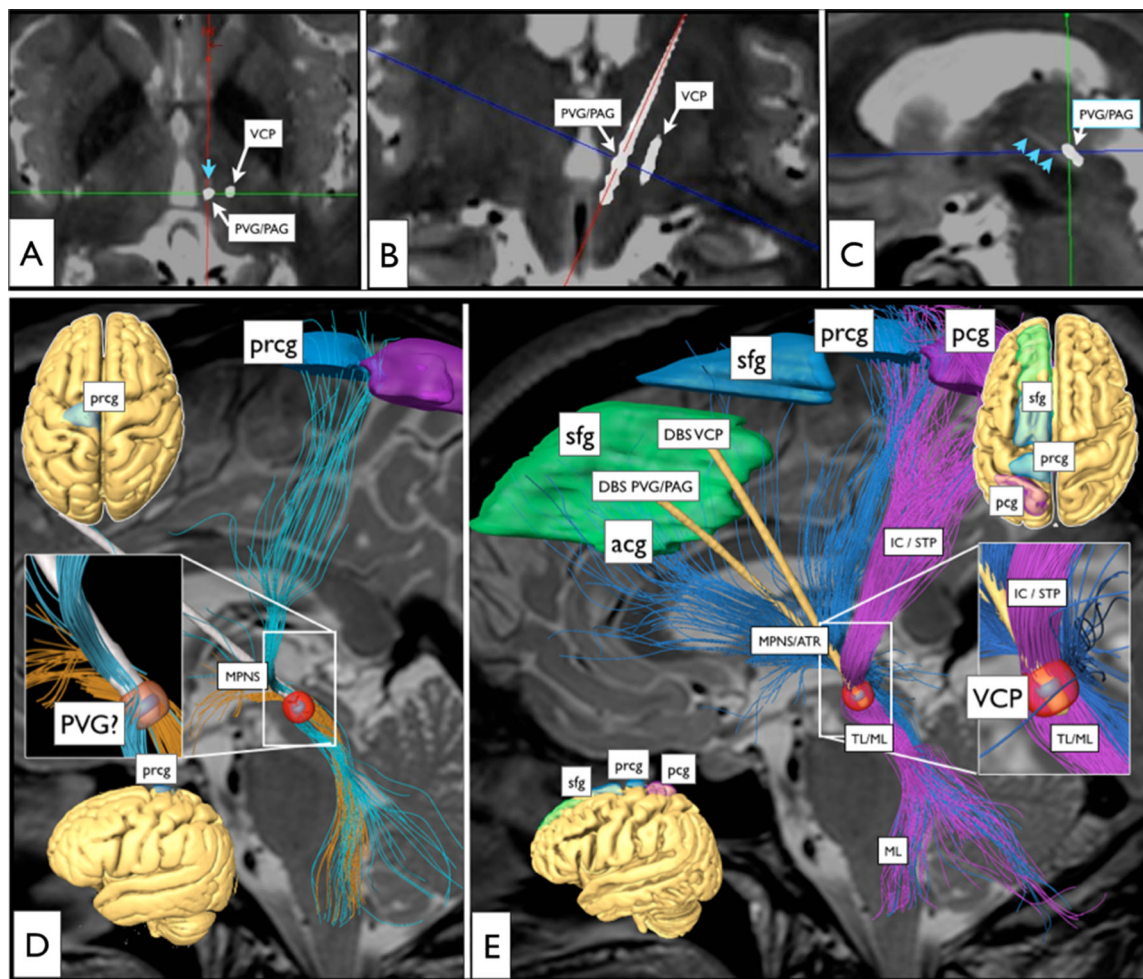 VCP
PVG/PAG
A
PVG/PAG
VCP
B
PVG/PAG
C
prcg
prcg
MPNS
PVG?
prcg
D
sfg
prcg
pcg
sfg
sfg
DBS VCP
DBS PVG/PAG
acg
prcg
pcg
IC / STP
MPNS/ATR
IC / STP
VCP
TL/ML
TL/ML
sfg
prcg
pcg
ML
E